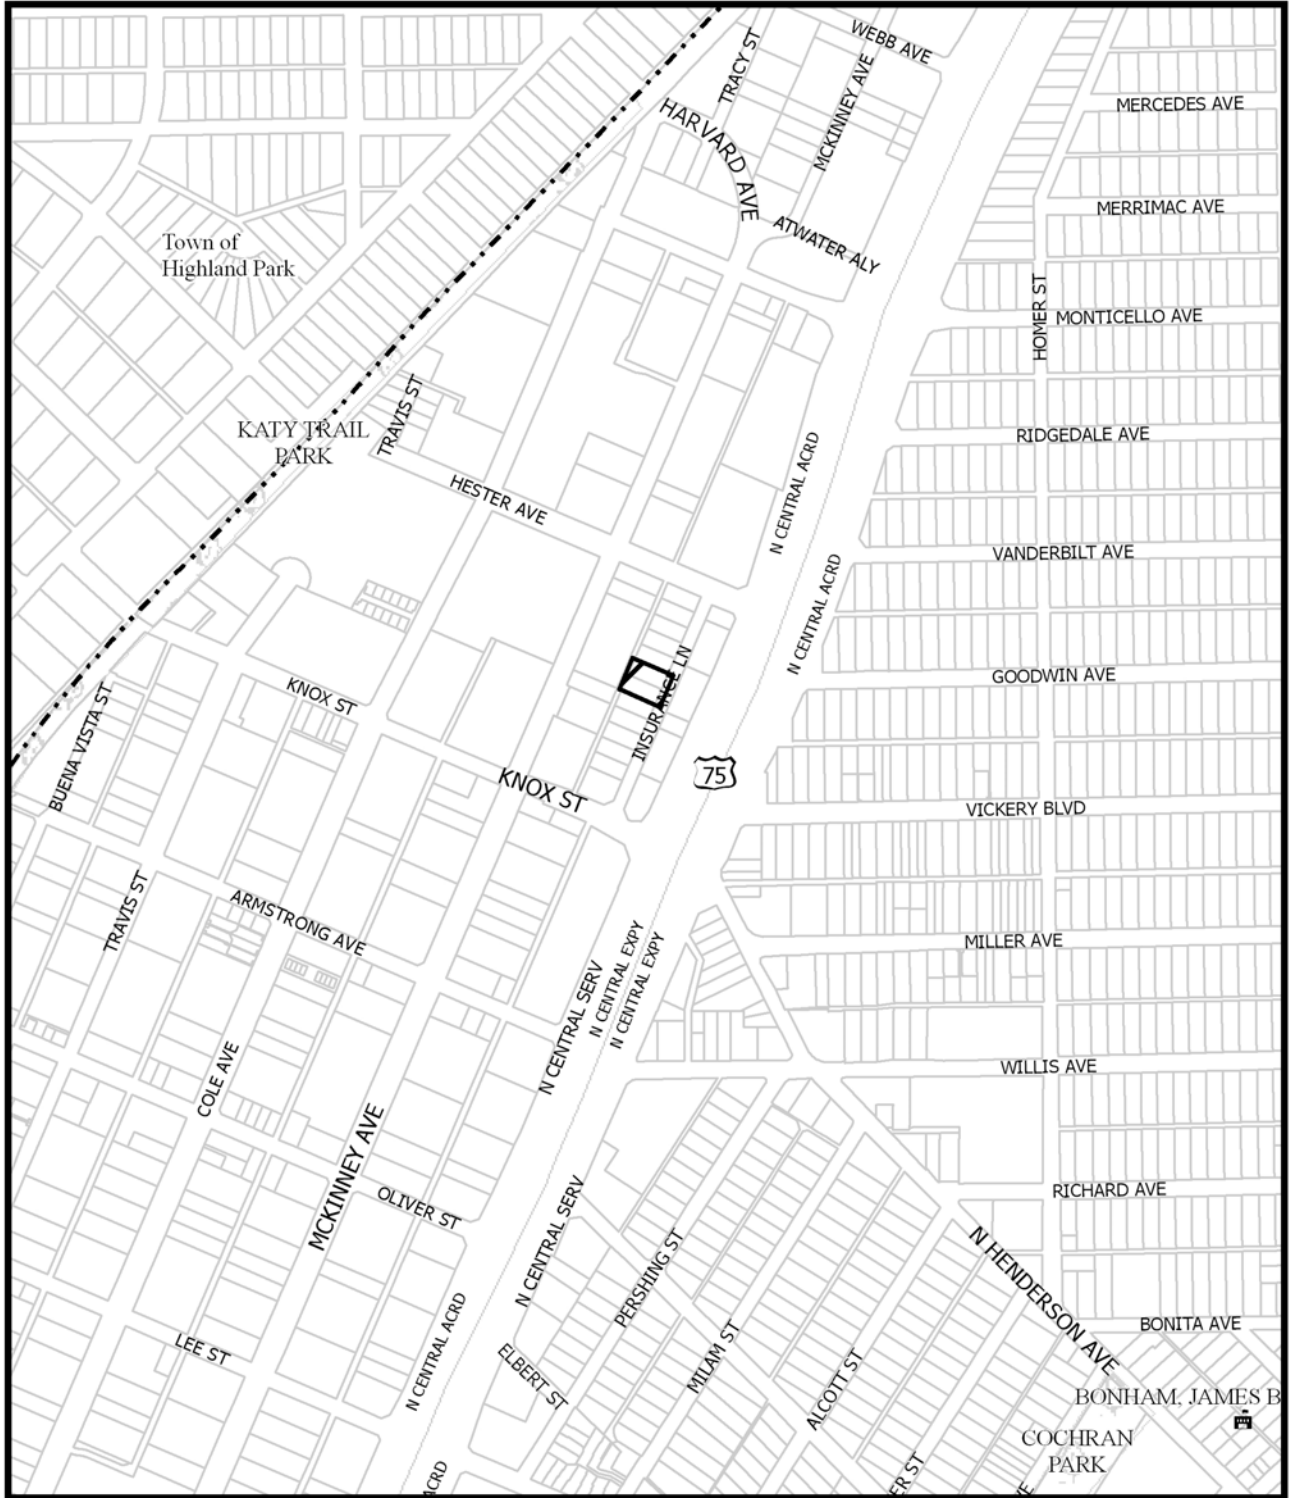 WEBB AVE
TRACY ST
MCKINNEY AVE
HARVARD AVE
MERCEDES AVE
MERRIMAC AVE
ATWATER ALY
Town of
Highland Park
HOMER ST
MONTICELLO AVE
TRAVIS ST
KATY TRAIL
PARK
RIDGEDALE AVE
N CENTRAL ACRD
HESTER AVE
VANDERBILT AVE
N CENTRAL ACRD
INSURANCE LN
GOODWIN AVE
KNOX ST
BUENA VISTA ST
75
KNOX ST
VICKERY BLVD
TRAVIS ST
ARMSTRONG AVE
MILLER AVE
N CENTRAL EXPY
N CENTRAL EXPY
N CENTRAL SERV
COLE AVE
WILLIS AVE
MCKINNEY AVE
OLIVER ST
RICHARD AVE
N CENTRAL SERV
PERSHING ST
N HENDERSON AVE
BONITA AVE
LEE ST
N CENTRAL ACRD
ELBERT ST
MILAM ST
ALCOTT ST
BONHAM, JAMES B
COCHRAN
PARK
ACRD
ER ST
VE